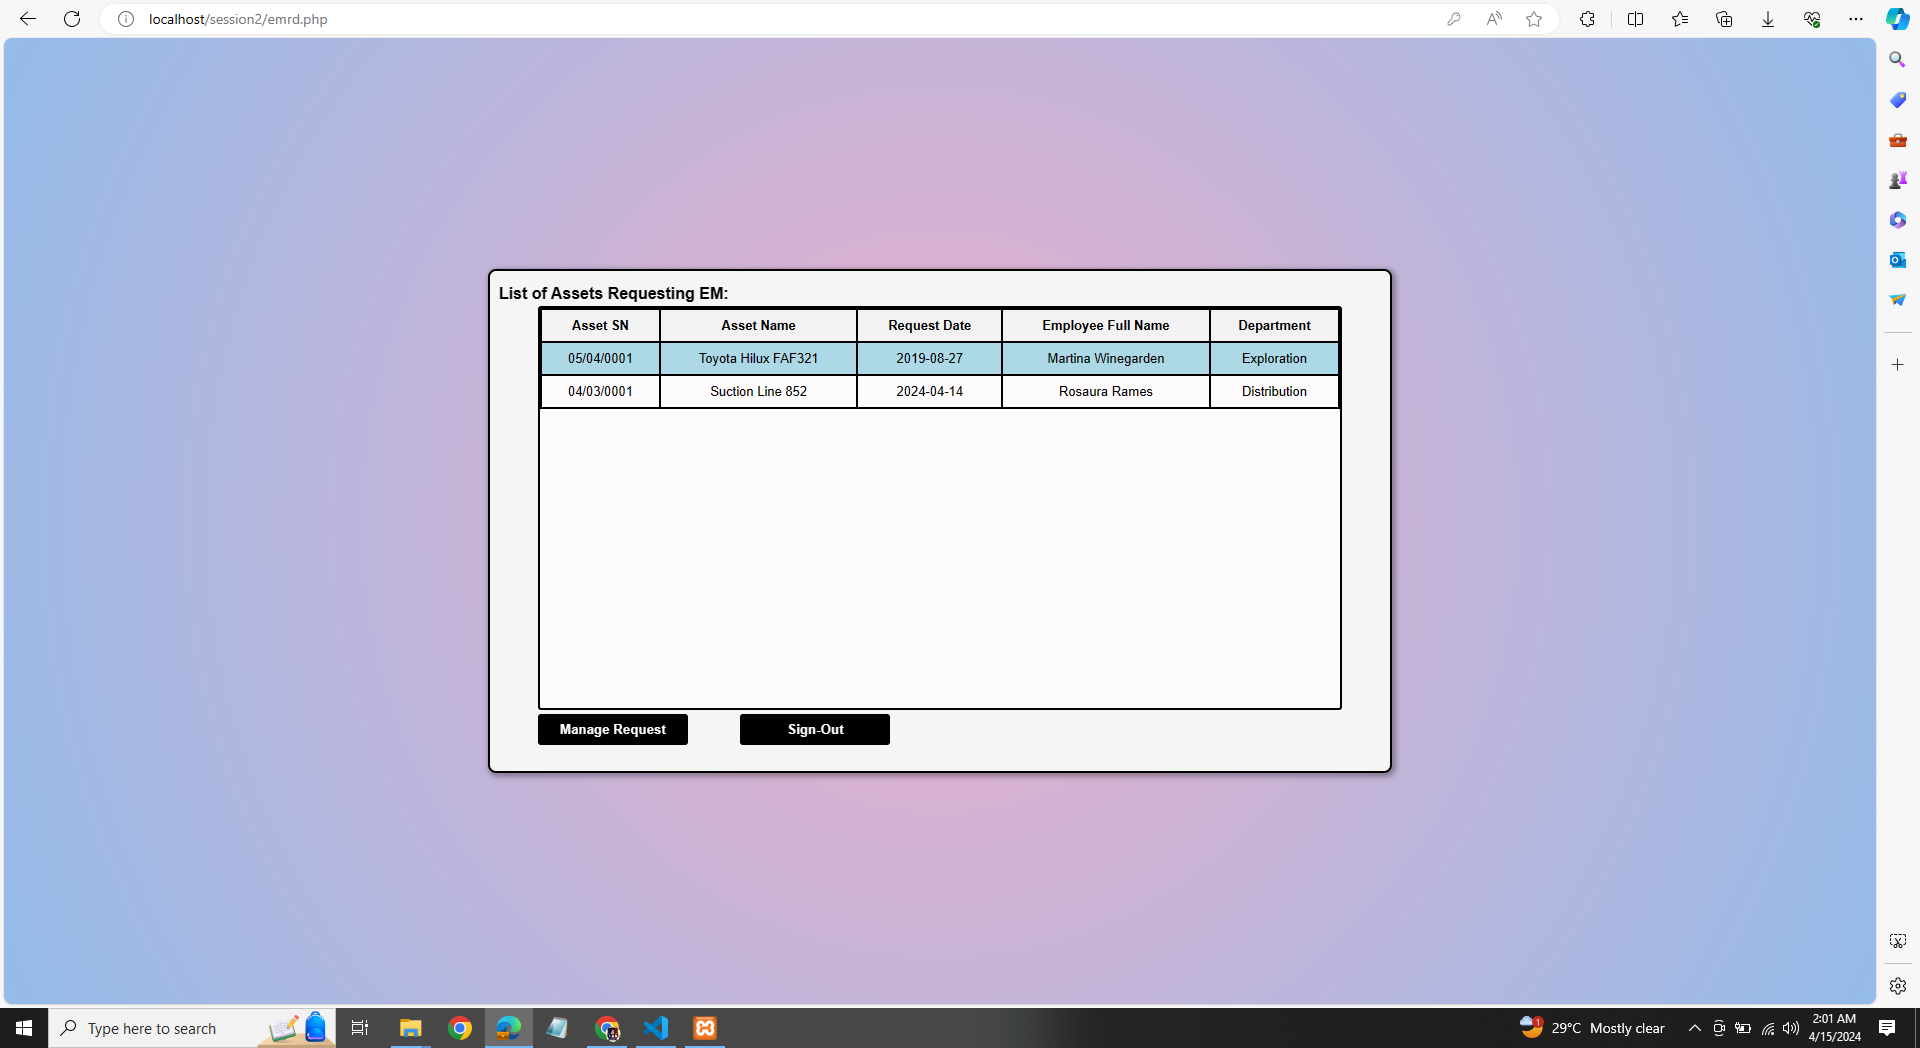 localhost/session2/emrd.php
List of Assets Requesting EM:
Asset SN Asset Name Request Date Employee Full Name Department
05/04/0001 Toyota Hilux FAF321 2019-08-27 Martina Winegarden Exploration
04/03/0001 Suction Line 852 2024-04-14 Rosaura Rames Distribution
Manage Request Sign-Out
Type here to search
1
29°C Mostly clear
2:01 AM
4/15/2024